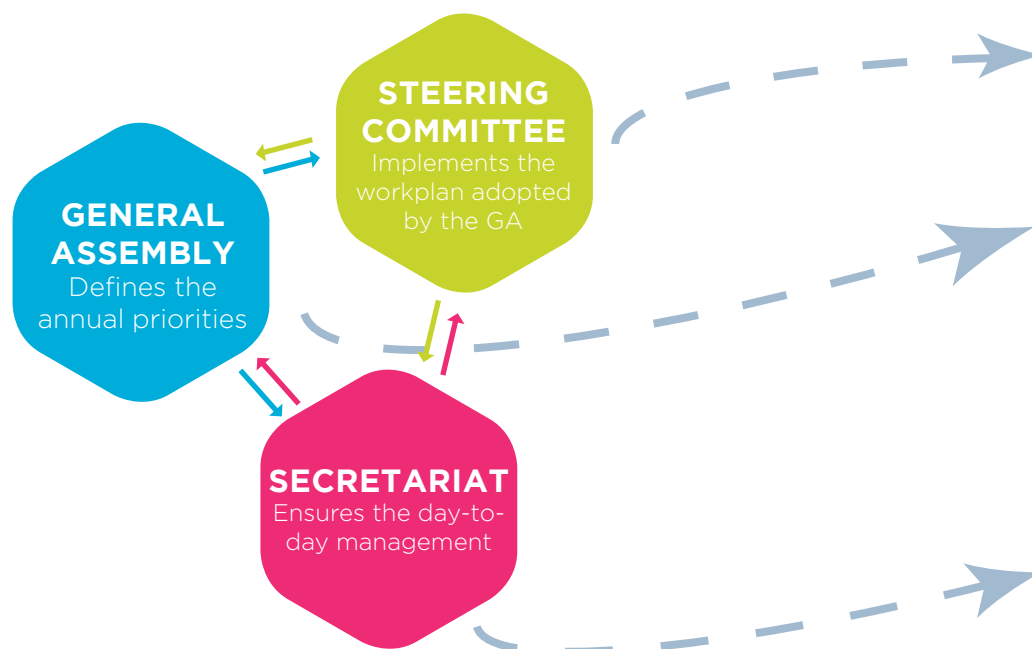 STEERING
COMMITTEE
Implements the
workplan adopted
by the GA
GENERAL
ASSEMBLY
Defines the
annual priorities
SECRETARIAT
Ensures the day-to-
day management